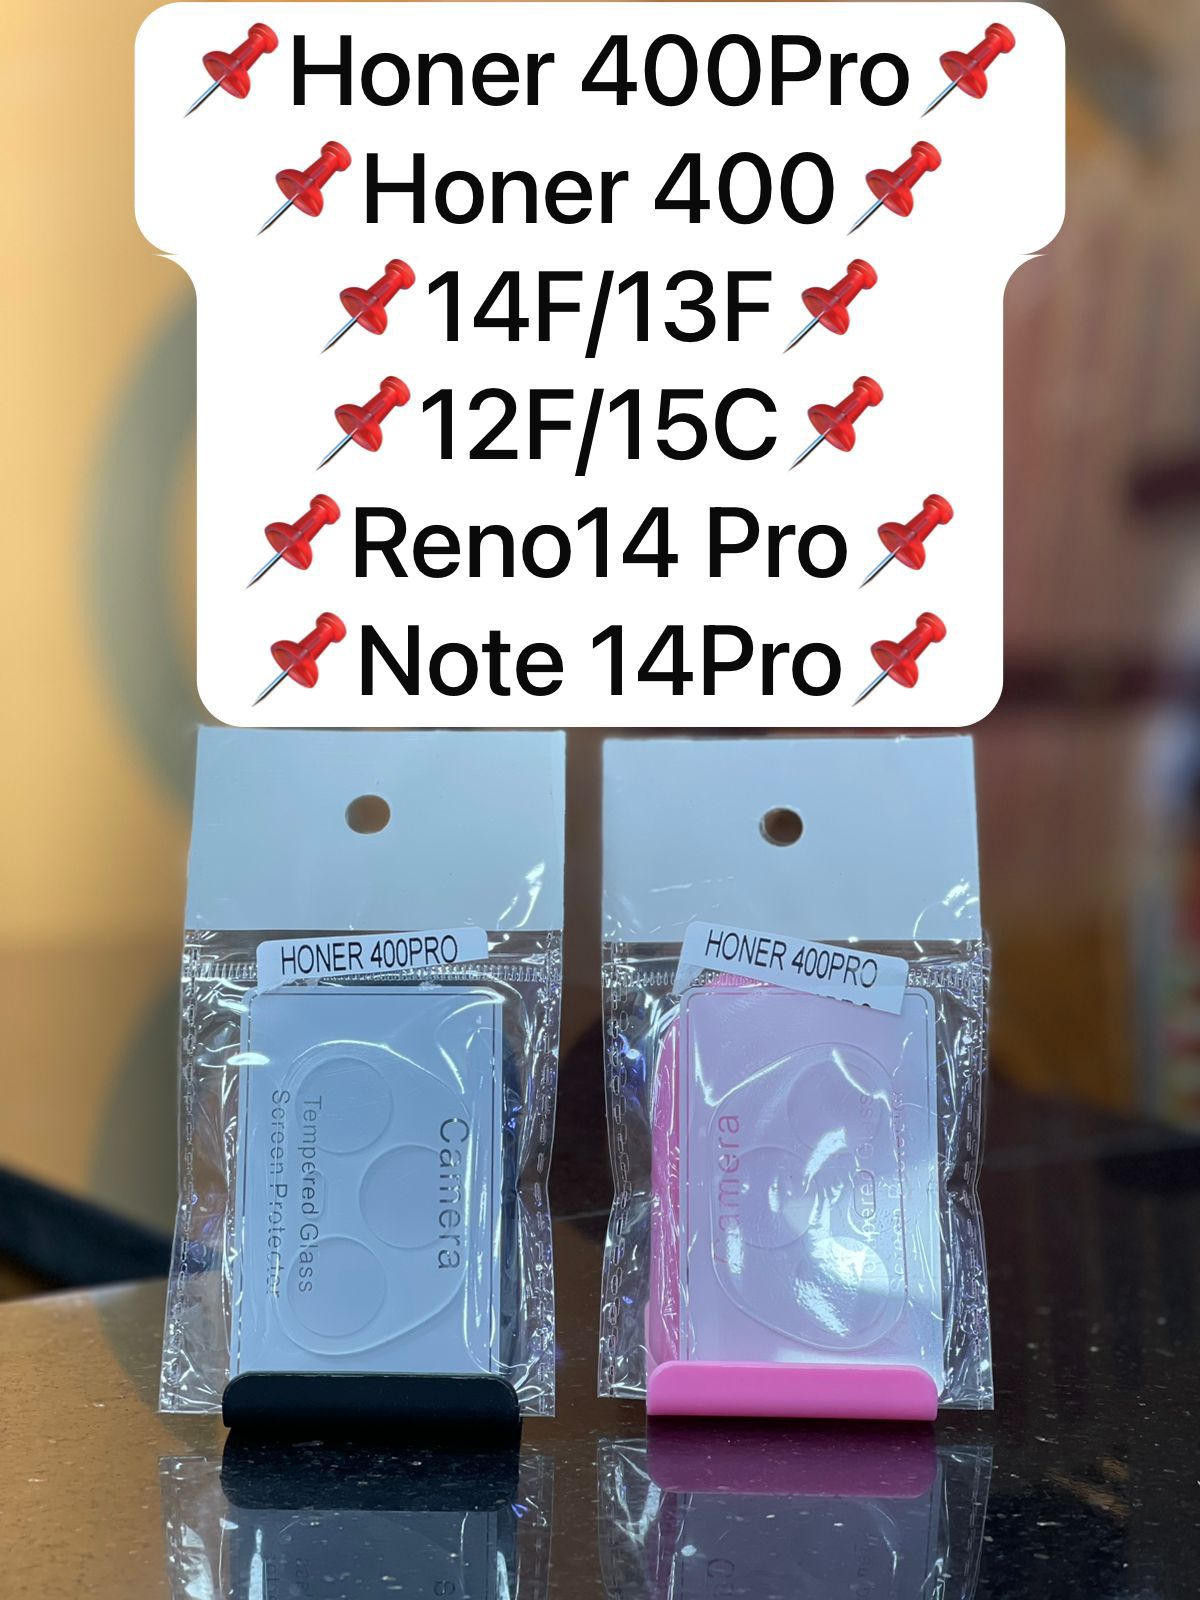 📌Honer 400Pro📌
📌Honer 400📌
📌14F/13F📌
📌12F/15C📌
📌Reno14 Pro📌
📌Note 14Pro📌
HONER 400PRO
Camera
Tempered Glass
Screen Protector
HONER 400PRO
Camera